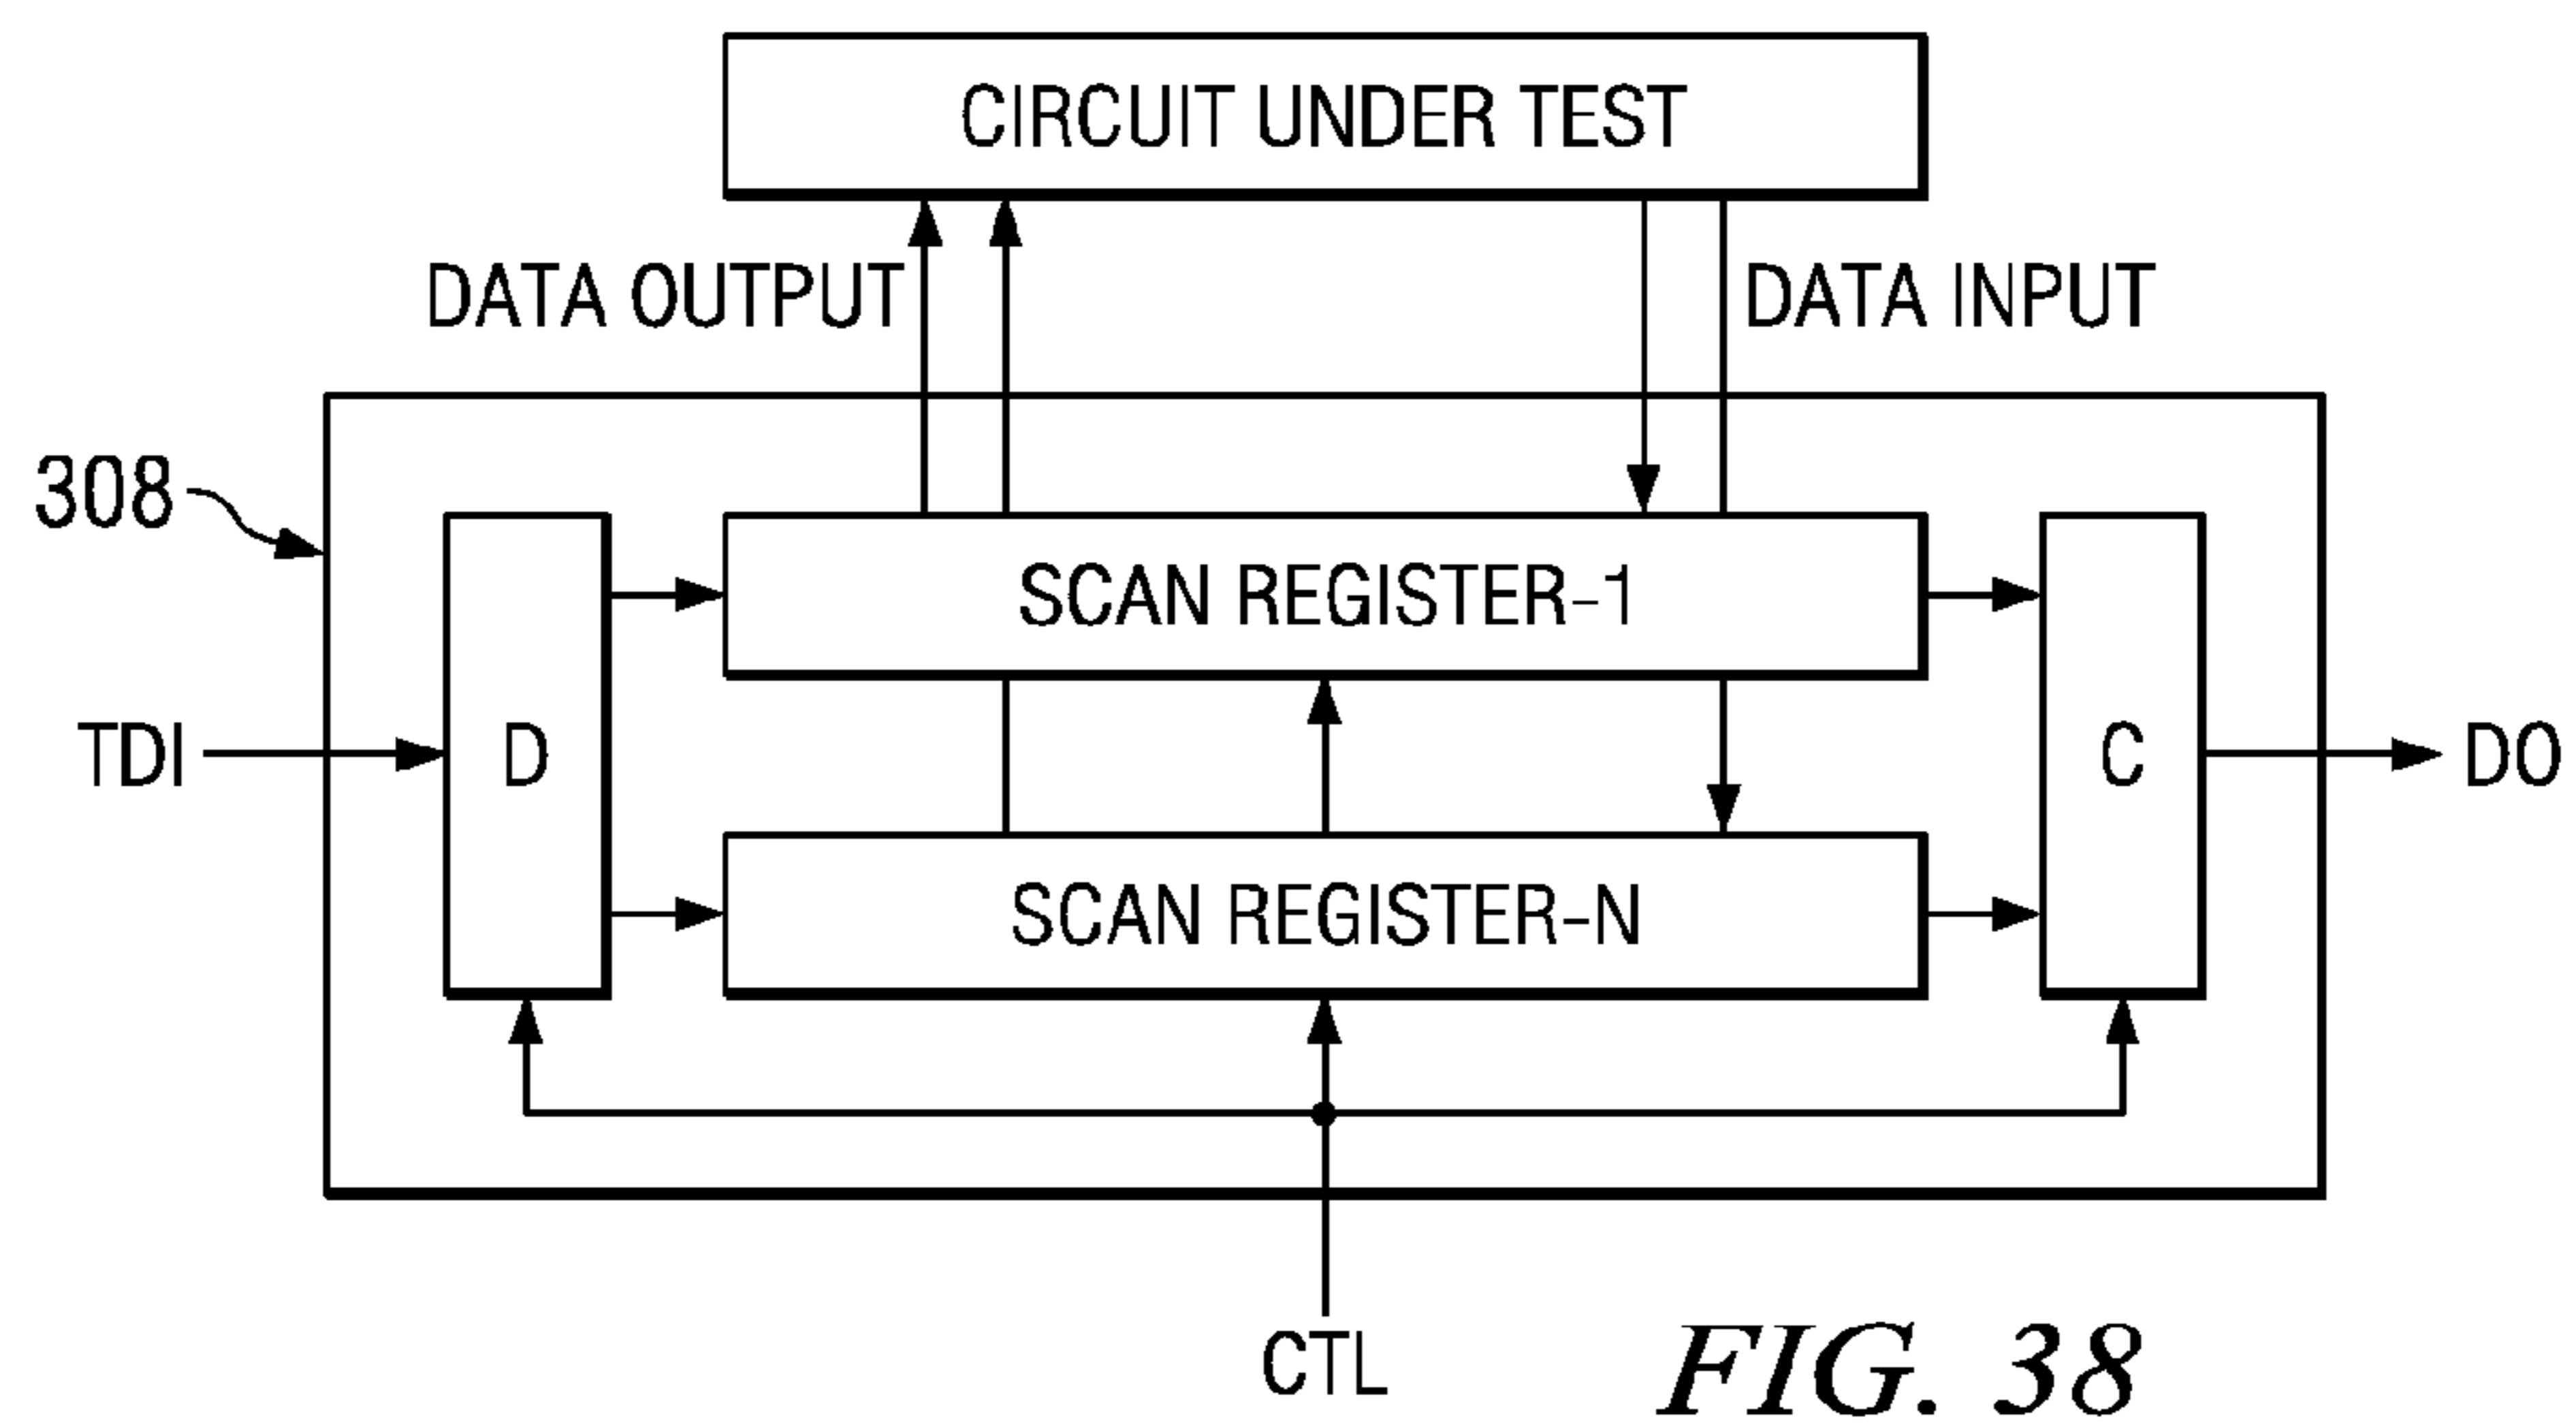 CIRCUIT UNDER TEST
DATA OUTPUT
DATA INPUT
308
SCAN REGISTER-1
TDI
D
C
DO
SCAN REGISTER-N
CTL
FIG. 38